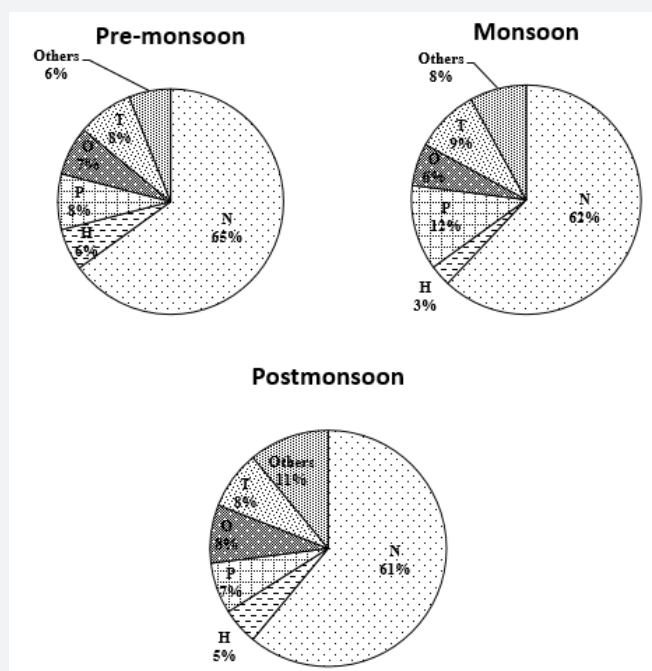 Pre-monsoon
Others
6%
T
8%
O
7%
P
8%
H
6%
N
65%
Monsoon
Others
8%
T
9%
O
6%
P
12%
H
3%
N
62%
Postmonsoon
Others
11%
T
8%
O
8%
P
7%
H
5%
N
61%